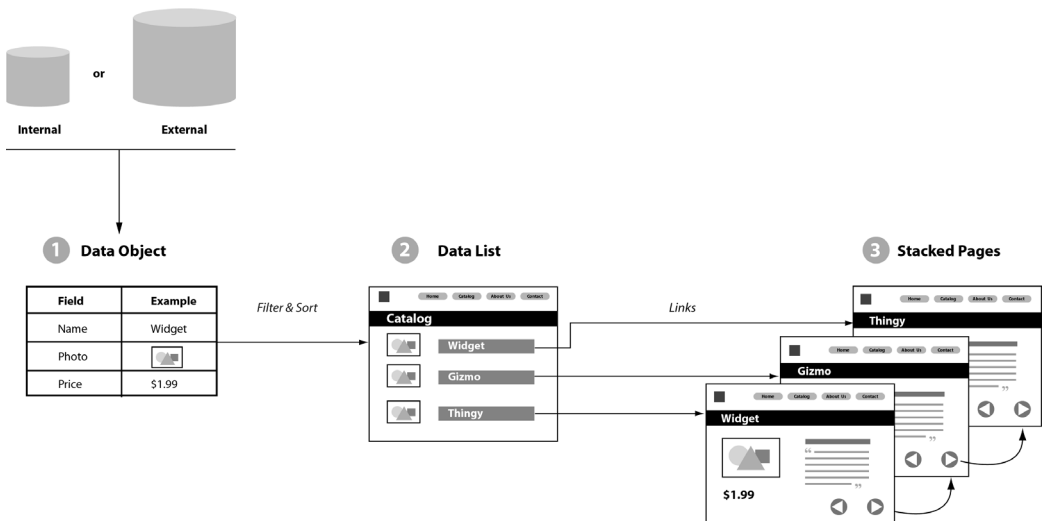 or
Internal
External
1 Data Object
2 Data List
3 Stacked Pages
Field Example
Name Widget
Photo
Price $1.99
Filter & Sort
Home Catalog About Us Contact
Catalog
Widget
Gizmo
Thingy
Links
Home Catalog About Us Contact
Thingy
”
Home Catalog About Us Contact
Gizmo
”
Home Catalog About Us Contact
Widget
“
”
$1.99